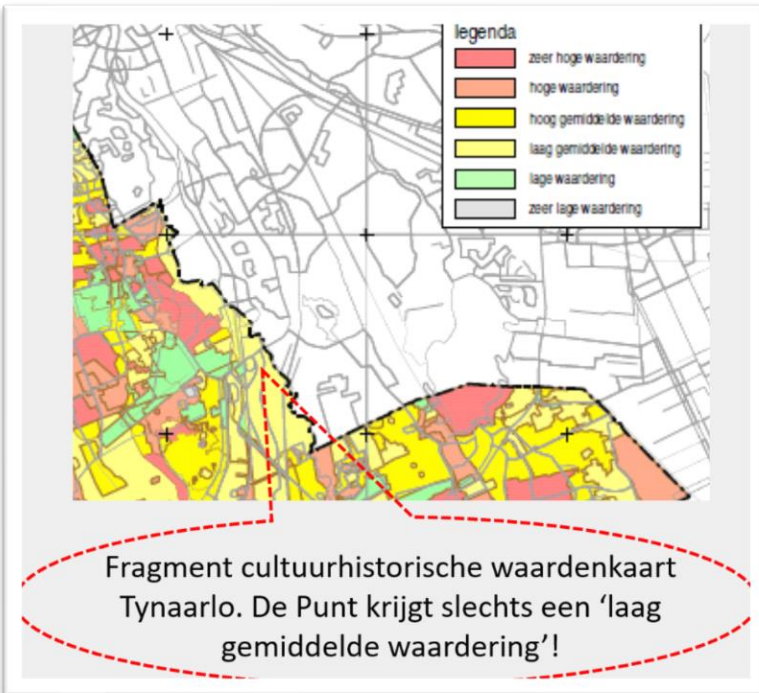 legenda
zeer hoge waardering
hoge waardering
hoog gemiddelde waardering
laag gemiddelde waardering
lage waardering
zeer lage waardering
Fragment cultuurhistorische waardenkaart
Tynaarlo. De Punt krijgt slechts een ‘laag
gemiddelde waardering’!